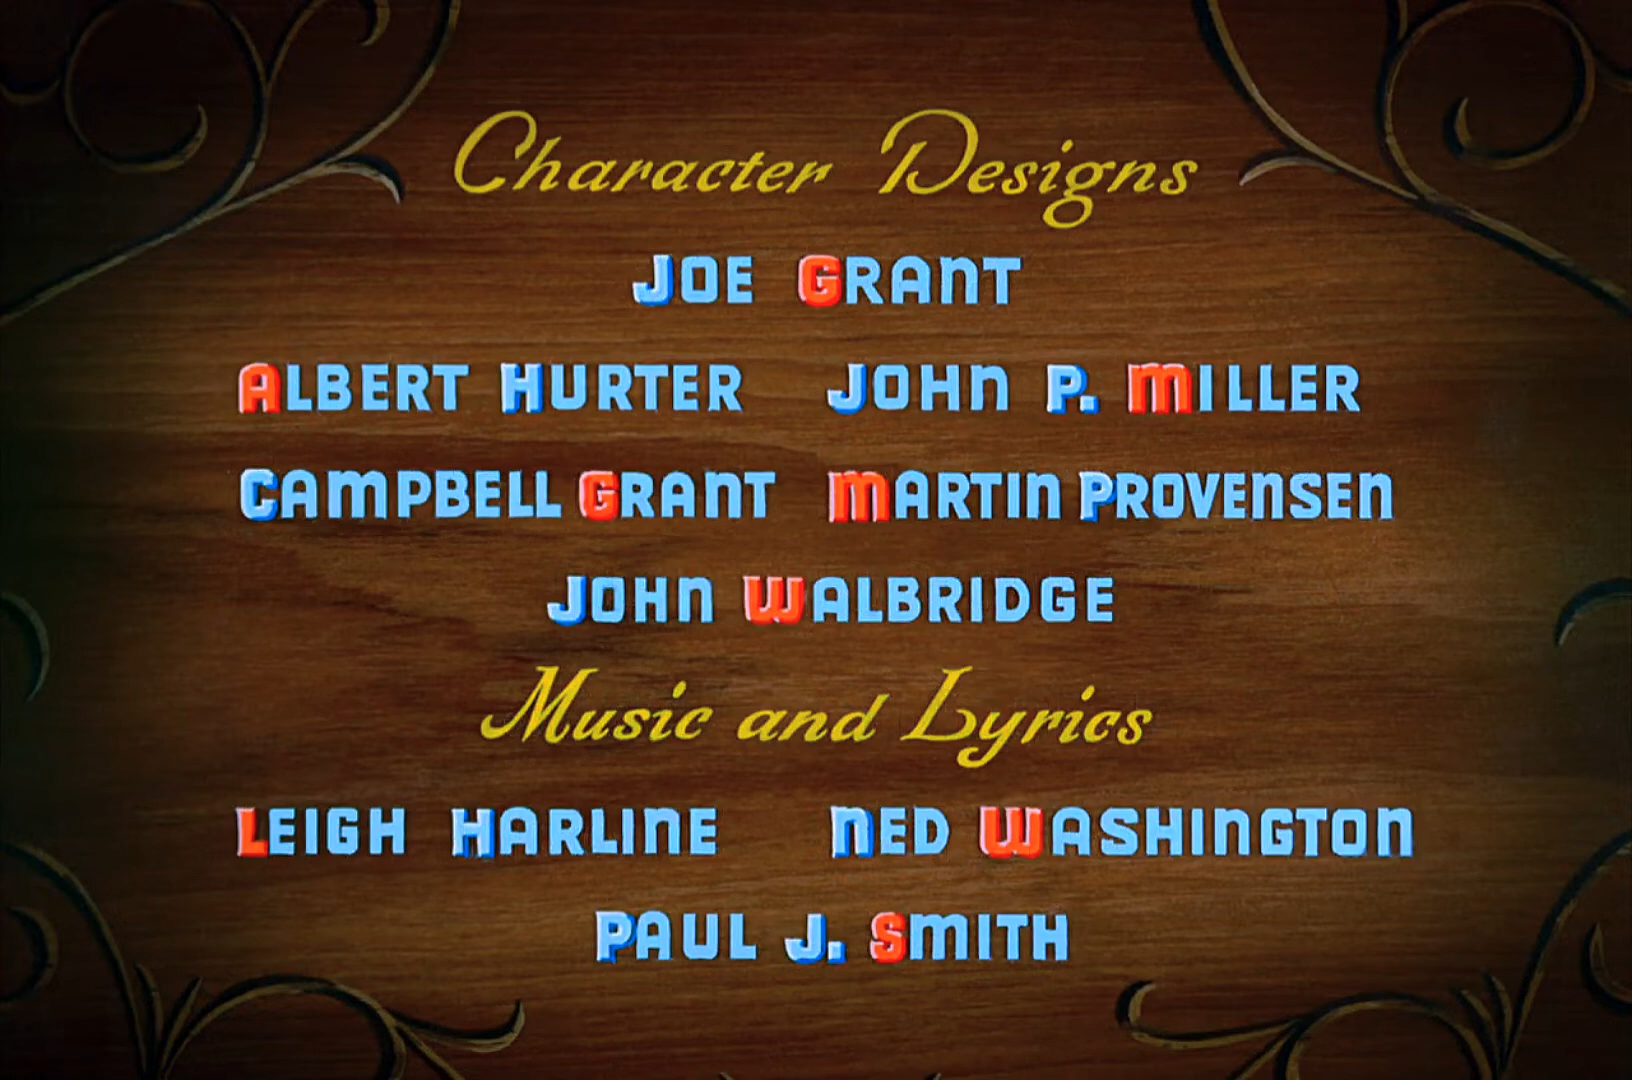 Character Designs
JOE GRANT
ALBERT HURTER JOHN P. MILLER
CAMPBELL GRANT MARTIN PROVENSEN
JOHN WALBRIDGE
Music and Lyrics
LEIGH HARLINE NED WASHINGTON
PAUL J. SMITH